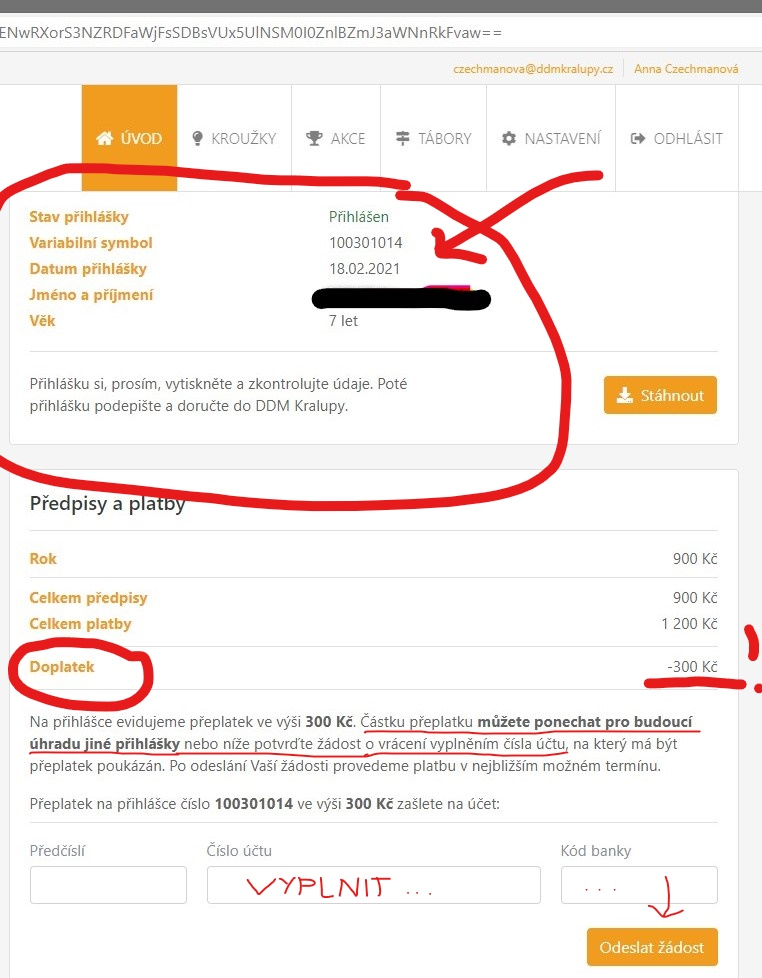 ENwRXorS3NZRDFaWjFsSDBsVUx5UlNSM0I0ZnlBZmJ3aWNnRkFvaw==
czechmanova@ddmkralupy.cz Anna Czechmanová
ÚVOD KROUŽKY AKCE TÁBORY NASTAVENÍ ODHLÁSIT
Stav přihlášky Přihlášen
Variabilní symbol 100301014
Datum přihlášky 18.02.2021
Jméno a příjmení
Věk 7 let
Přihlášku si, prosím, vytiskněte a zkontrolujte údaje. Poté
přihlášku podepište a doručte do DDM Kralupy.
Stáhnout
Předpisy a platby
Rok 900 Kč
Celkem předpisy 900 Kč
Celkem platby 1 200 Kč
Doplatek -300 Kč !
Na přihlášce evidujeme přeplatek ve výši 300 Kč. Částku přeplatku můžete ponechat pro budoucí
úhradu jiné přihlášky nebo níže potvrďte žádost o vrácení vyplněním čísla účtu, na který má být
přeplatek poukázán. Po odeslání Vaší žádosti provedeme platbu v nejbližším možném termínu.
Přeplatek na přihlášce číslo 100301014 ve výši 300 Kč zašlete na účet:
Předčíslí Číslo účtu Kód banky
VYPLNIT ... ...
Odeslat žádost